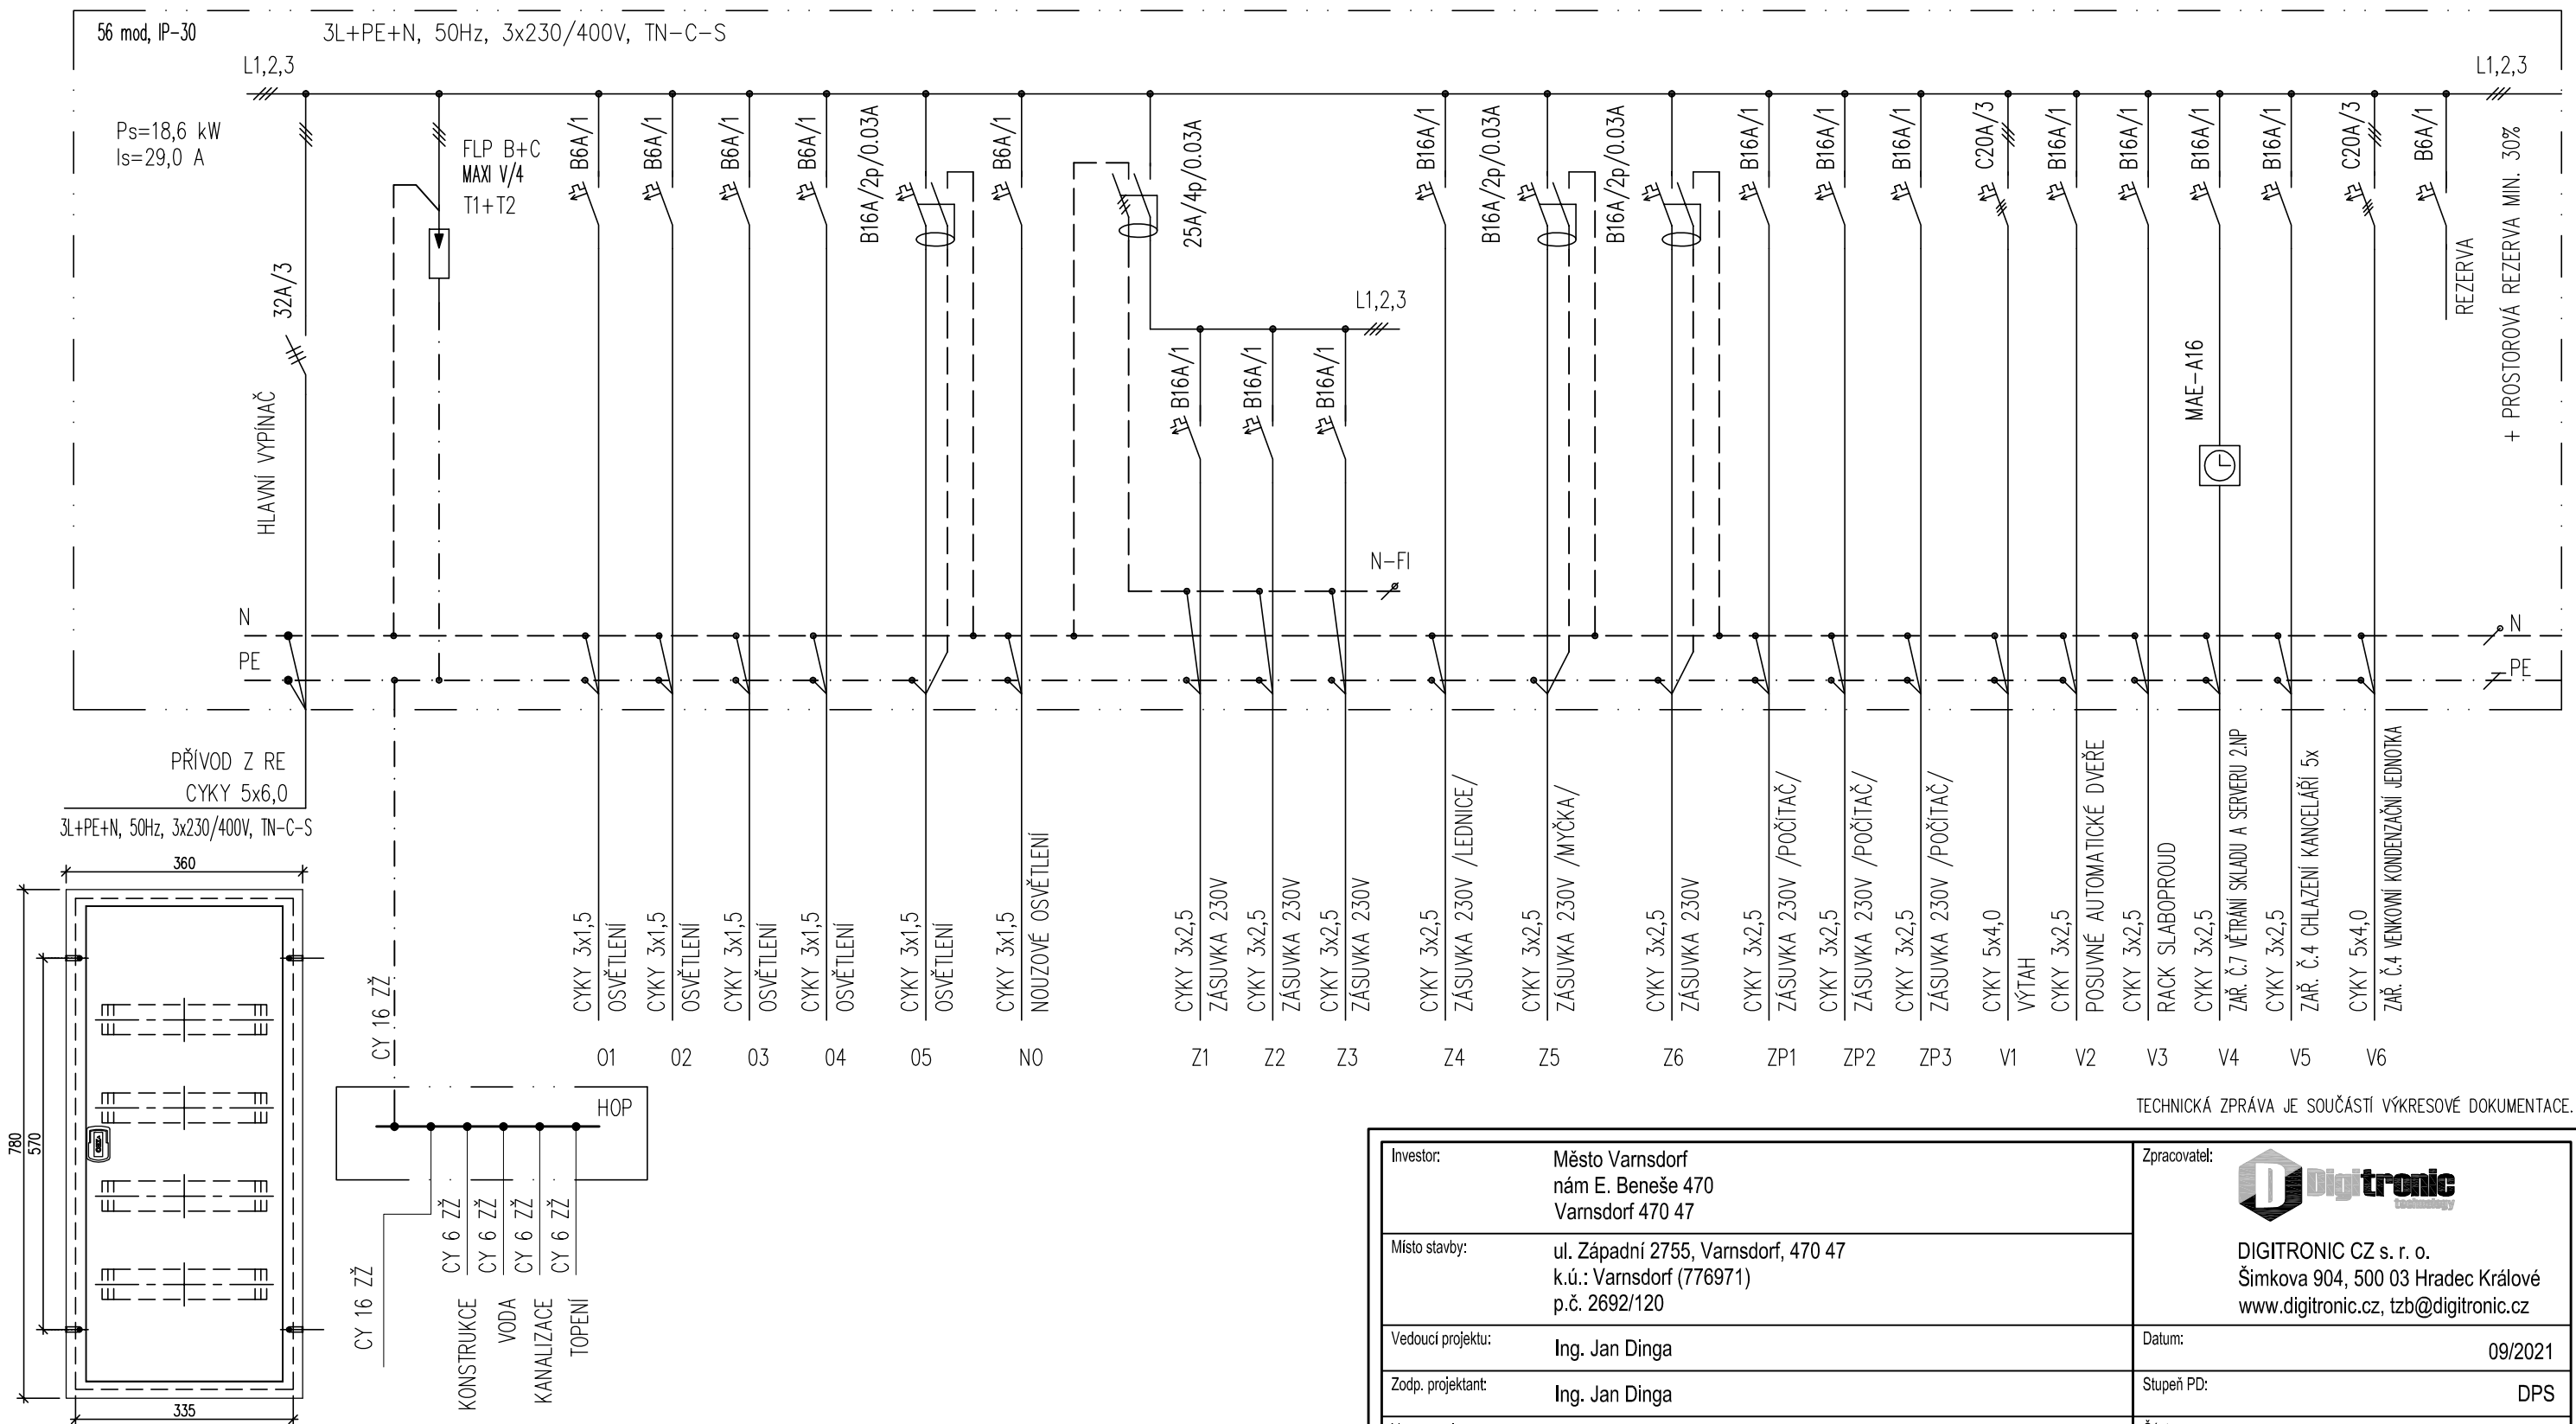 56 mod, IP-30
3L+PE+N, 50Hz, 3x230/400V, TN-C-S
L1,2,3
L1,2,3
Ps=18,6 kW
Is=29,0 A
32A/3
HLAVNÍ VYPÍNAČ
FLP B+C
MAXI V/4
T1+T2
B6A/1
B6A/1
B6A/1
B6A/1
B16A/2p/0.03A
B6A/1
25A/4p/0.03A
L1,2,3
B16A/1
B16A/1
B16A/1
N-FI
B16A/1
B16A/2p/0.03A
B16A/2p/0.03A
B16A/1
B16A/1
B16A/1
C20A/3
B16A/1
B16A/1
B16A/1
MAE-A16
B16A/1
C20A/3
B6A/1
REZERVA
+ PROSTOROVÁ REZERVA MIN. 30%
N
PE
N
PE
PŘÍVOD Z RE
CYKY 5x6,0
3L+PE+N, 50Hz, 3x230/400V, TN-C-S
CY 16 ZŽ
CYKY 3x1,5
OSVĚTLENÍ
CYKY 3x1,5
OSVĚTLENÍ
CYKY 3x1,5
OSVĚTLENÍ
CYKY 3x1,5
OSVĚTLENÍ
CYKY 3x1,5
OSVĚTLENÍ
CYKY 3x1,5
NOUZOVÉ OSVĚTLENÍ
CYKY 3x2,5
ZÁSUVKA 230V
CYKY 3x2,5
ZÁSUVKA 230V
CYKY 3x2,5
ZÁSUVKA 230V
CYKY 3x2,5
ZÁSUVKA 230V /LEDNICE/
CYKY 3x2,5
ZÁSUVKA 230V /MYČKA/
CYKY 3x2,5
ZÁSUVKA 230V
CYKY 3x2,5
ZÁSUVKA 230V /POČÍTAČ/
CYKY 3x2,5
ZÁSUVKA 230V /POČÍTAČ/
CYKY 3x2,5
ZÁSUVKA 230V /POČÍTAČ/
CYKY 5x4,0
VÝTAH
CYKY 3x2,5
POSUVNÉ AUTOMATICKÉ DVEŘE
CYKY 3x2,5
RACK SLABOPROUD
CYKY 3x2,5
ZAŘ. Č.7 VĚTRÁNÍ SKLADU A SERVERU 2.NP
CYKY 3x2,5
ZAŘ. Č.4 CHLAZENÍ KANCELÁŘÍ 5x
CYKY 5x4,0
ZAŘ. Č.4 VENKOVNÍ KONDENZAČNÍ JEDNOTKA
O1
O2
O3
O4
O5
NO
Z1
Z2
Z3
Z4
Z5
Z6
ZP1
ZP2
ZP3
V1
V2
V3
V4
V5
V6
360
780
570
335
HOP
CY 16 ZŽ
CY 6 ZŽ
KONSTRUKCE
CY 6 ZŽ
VODA
CY 6 ZŽ
KANALIZACE
CY 6 ZŽ
TOPENÍ
TECHNICKÁ ZPRÁVA JE SOUČÁSTÍ VÝKRESOVÉ DOKUMENTACE.
Investor:
Město Varnsdorf
nám E. Beneše 470
Varnsdorf 470 47
Místo stavby:
ul. Západní 2755, Varnsdorf, 470 47
k.ú.: Varnsdorf (776971)
p.č. 2692/120
Vedoucí projektu:
Ing. Jan Dinga
Zodp. projektant:
Ing. Jan Dinga
Zpracovatel:
Digitronic
technology
DIGITRONIC CZ s. r. o.
Šimkova 904, 500 03 Hradec Králové
www.digitronic.cz, tzb@digitronic.cz
Datum:
09/2021
Stupeň PD:
DPS